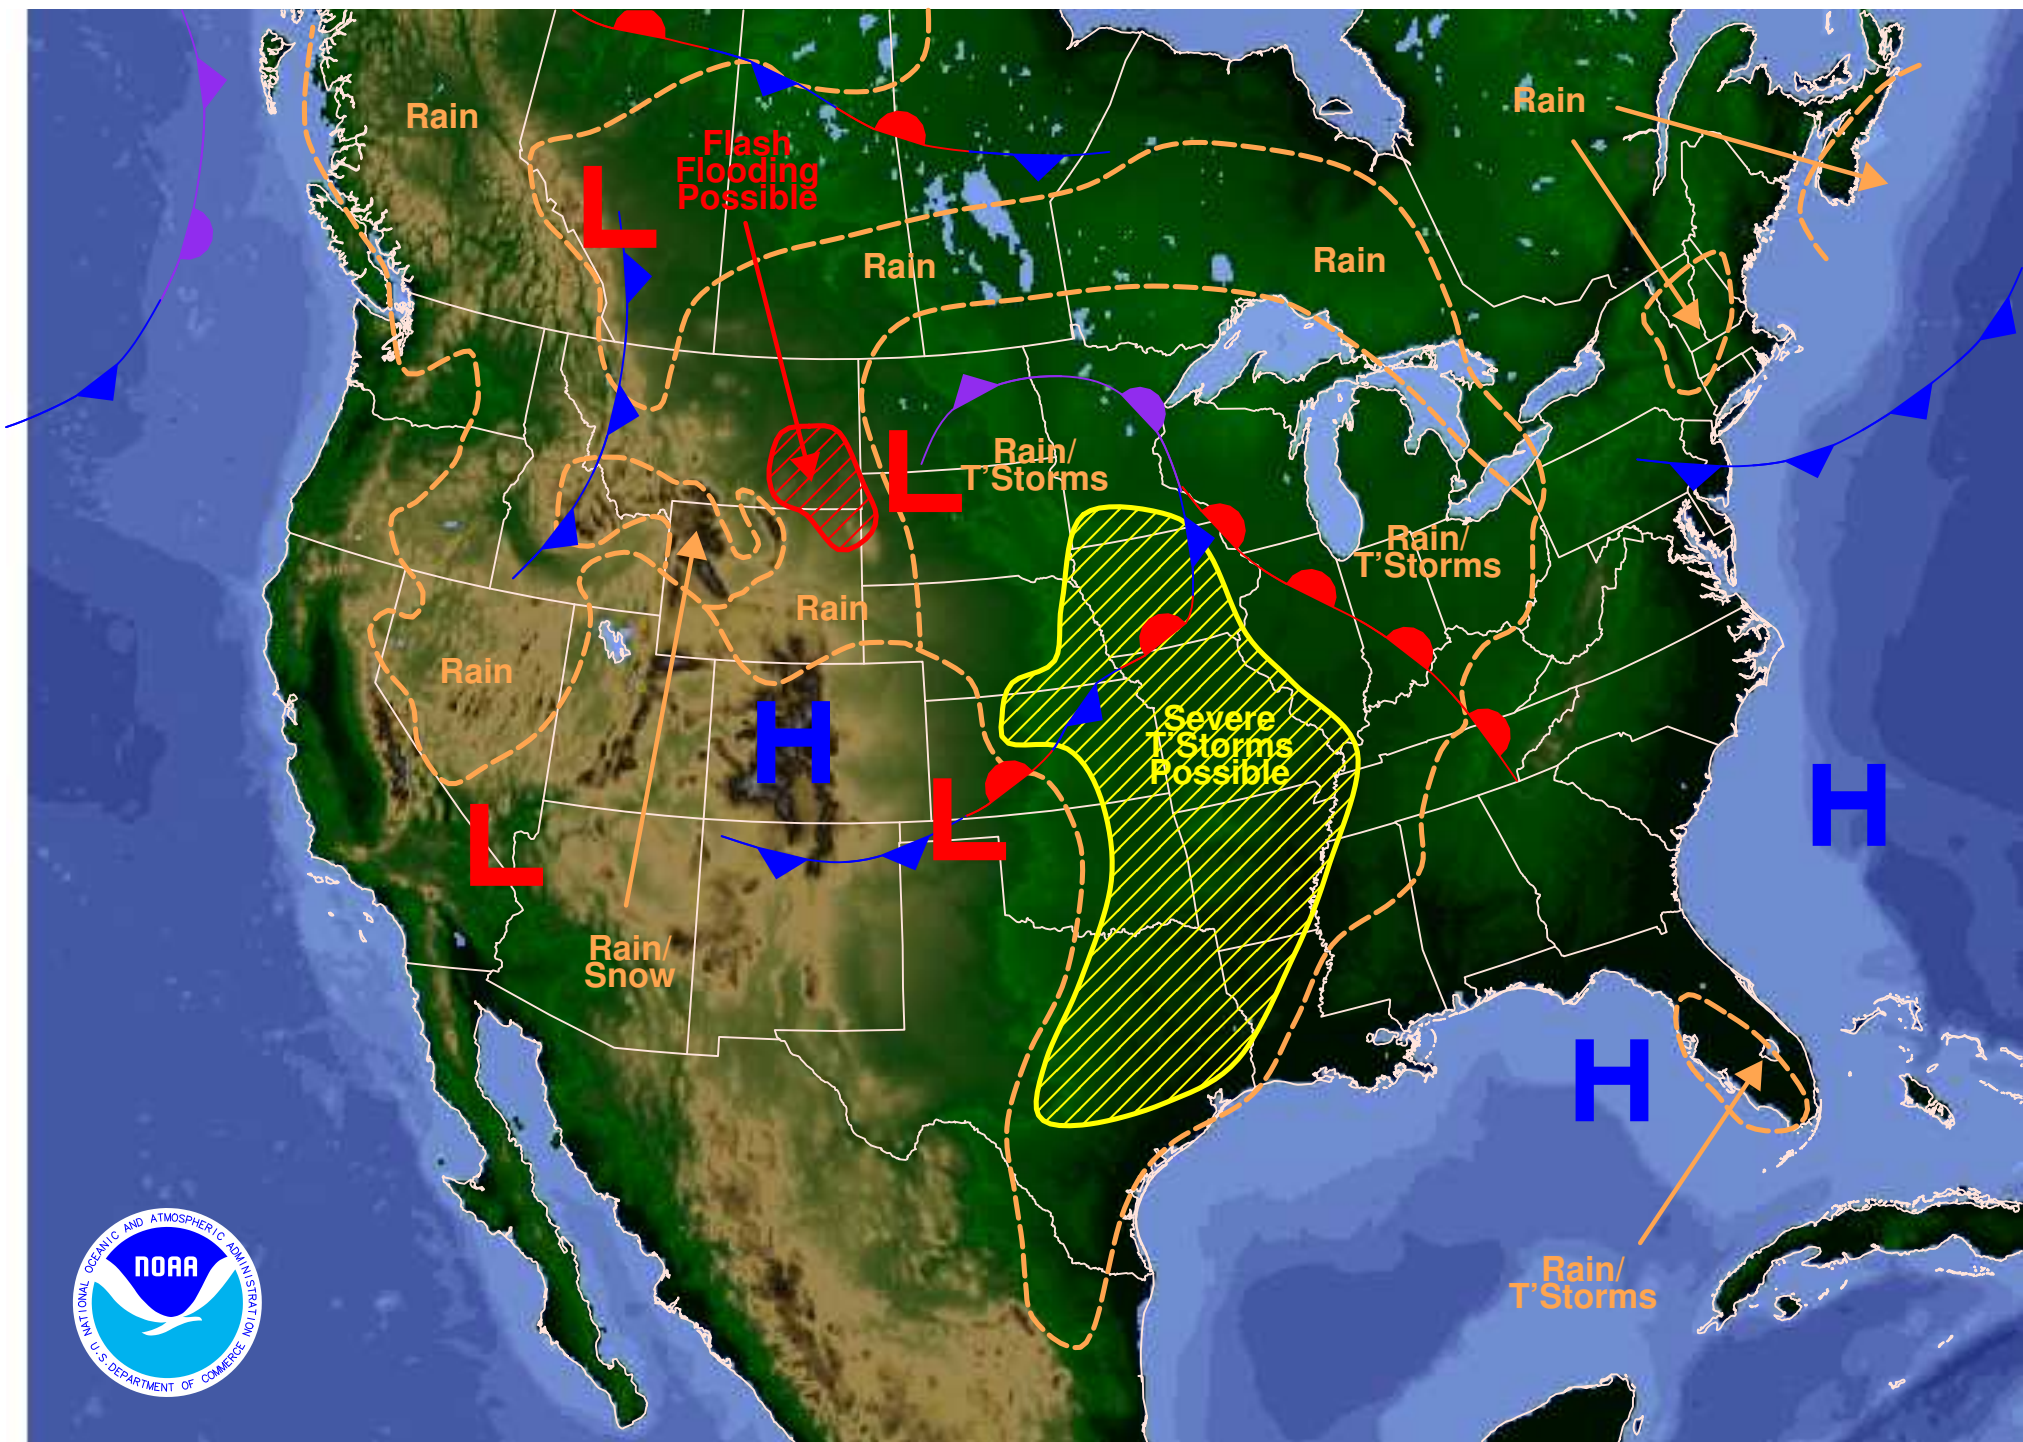 Rain
Rain
Flash
Flooding
Possible
L
Rain
Rain
L
Rain/
T'Storms
Rain/
T'Storms
Rain
Rain
H
Severe
T'Storms
Possible
H
L
L
Rain/
Snow
H
Rain/
T'Storms
NATIONAL OCEANIC AND ATMOSPHERIC ADMINISTRATION
NOAA
U.S. DEPARTMENT OF COMMERCE